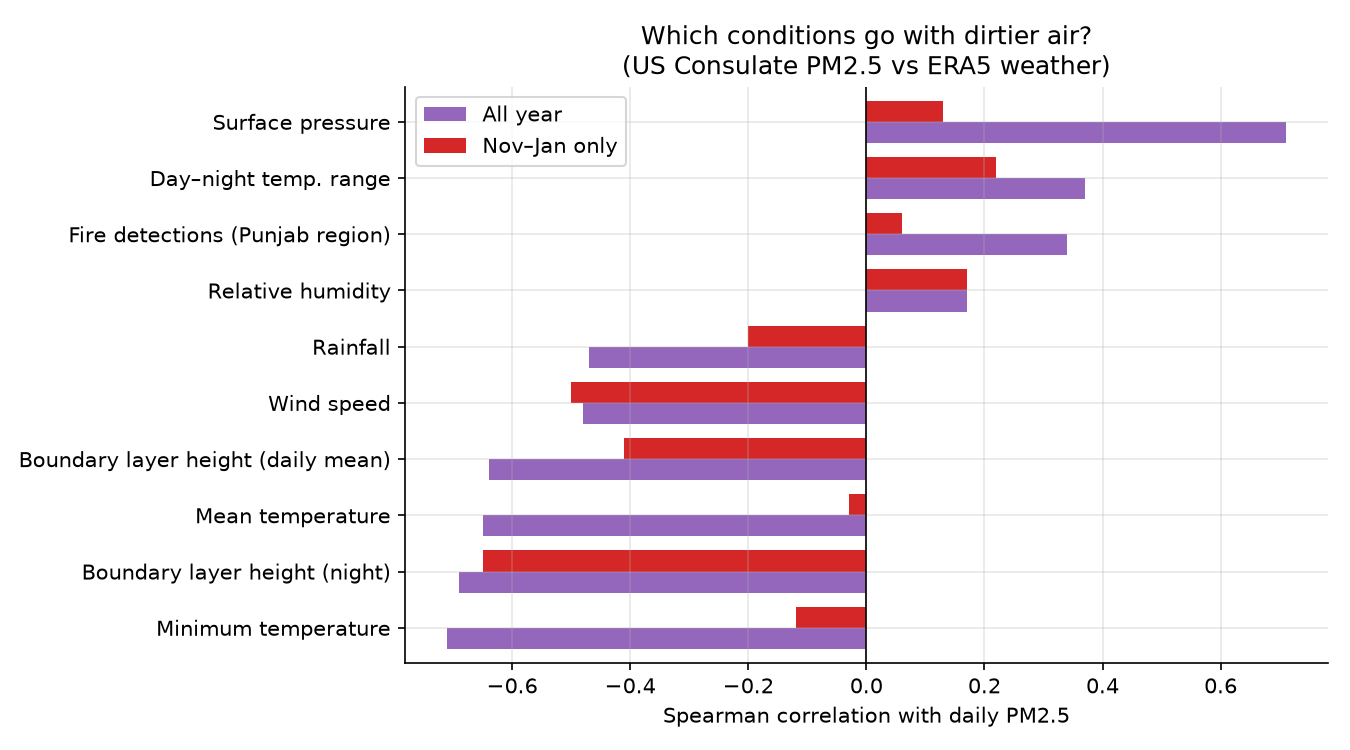 Which conditions go with dirtier air?
(US Consulate PM2.5 vs ERA5 weather)
All year
Nov–Jan only
Surface pressure
Day–night temp. range
Fire detections (Punjab region)
Relative humidity
Rainfall
Wind speed
Boundary layer height (daily mean)
Mean temperature
Boundary layer height (night)
Minimum temperature
−0.6 −0.4 −0.2 0.0 0.2 0.4 0.6
Spearman correlation with daily PM2.5